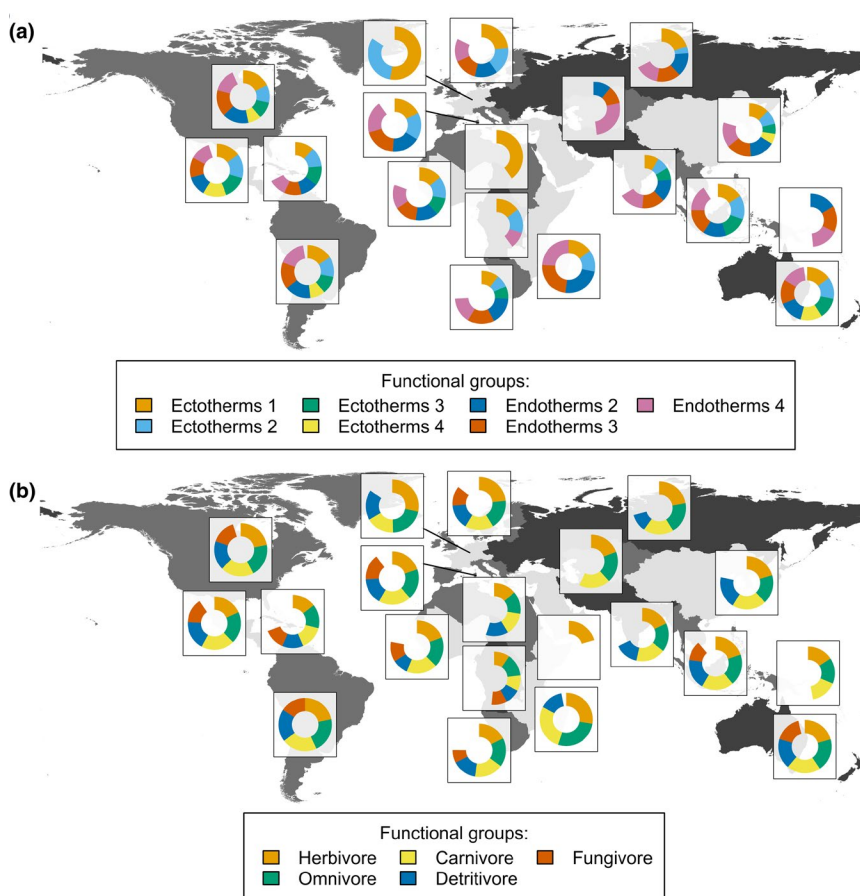 (a)
Functional groups:
Ectotherms 1 Ectotherms 3 Endotherms 2 Endotherms 4
Ectotherms 2 Ectotherms 4 Endotherms 3
(b)
Functional groups:
Herbivore Carnivore Fungivore
Omnivore Detritivore